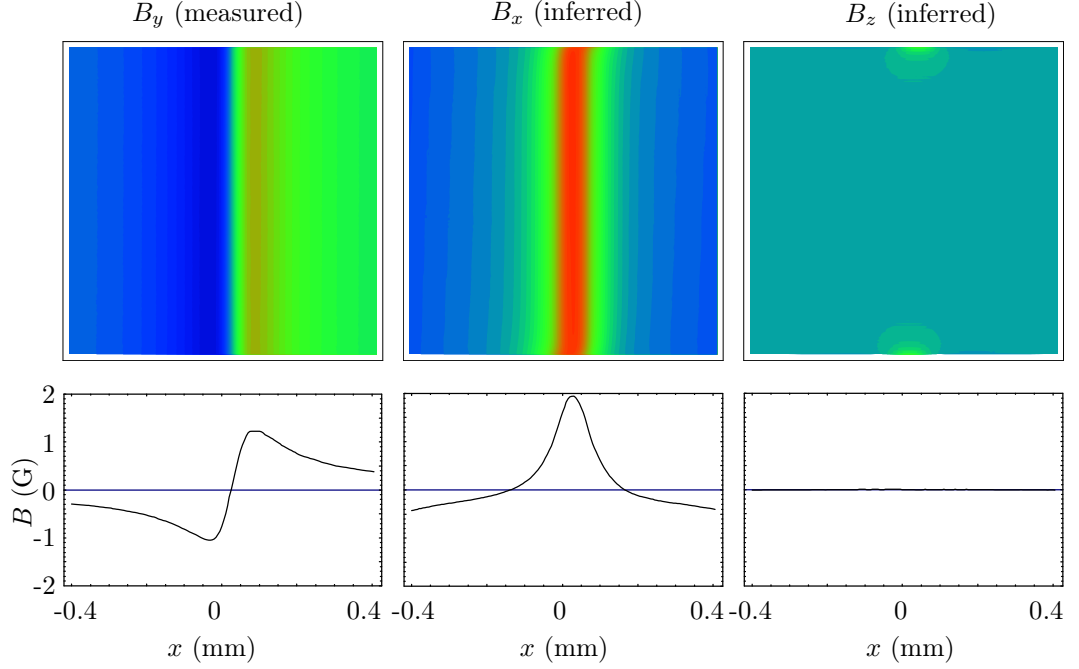 B_y (measured) B_x (inferred) B_z (inferred)
2
1
0
-1
-2
B (G)
-0.4 0 0.4 -0.4 0 0.4 -0.4 0 0.4
x (mm) x (mm) x (mm)